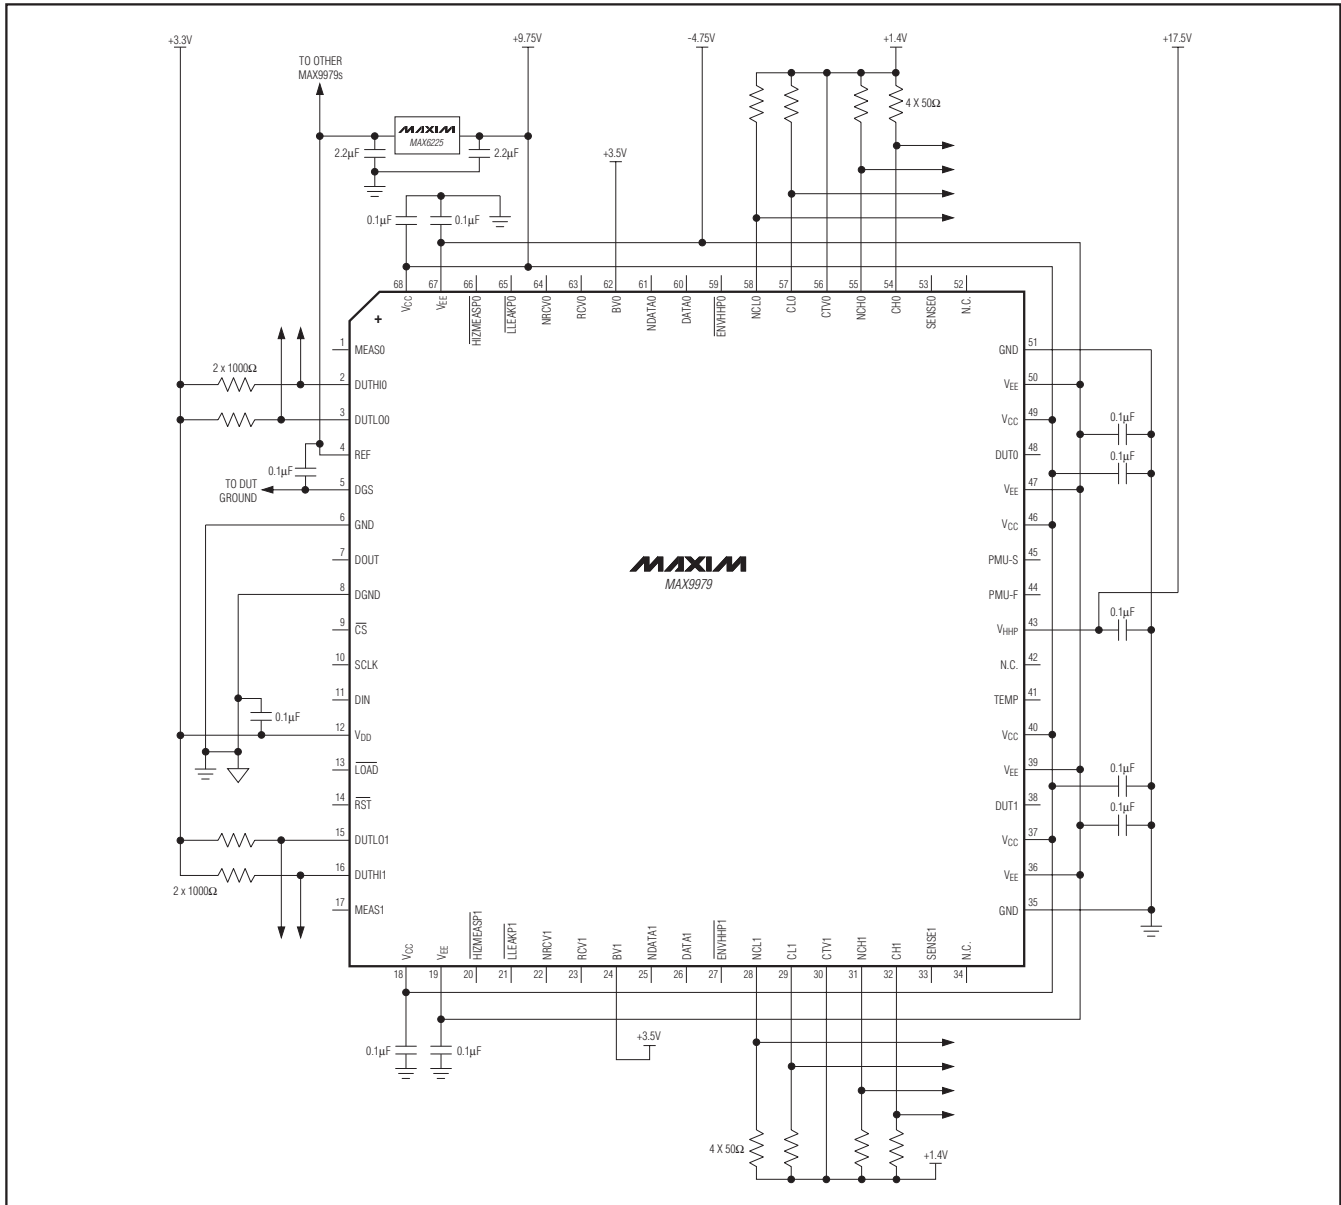 +3.3V
+9.75V
-4.75V
+1.4V
+17.5V
TO OTHER
MAX9979s
MAXIM
MAX6225
2.2µF
2.2µF
4 X 50Ω
+3.5V
0.1µF
0.1µF
68
67
66
65
64
63
62
61
60
59
58
57
56
55
54
53
52
VCC
VEE
HIZMEASP0
LLEAKP0
NRCV0
RCV0
BV0
NDATA0
DATA0
ENVHHP0
NCL0
CL0
CTV0
NCH0
CH0
SENSE0
N.C.
+
1 MEAS0
2 x 1000Ω
2 DUTHI0
3 DUTLO0
4 REF
0.1µF
TO DUT
GROUND
5 DGS
6 GND
7 DOUT
8 DGND
9 CS
10 SCLK
11 DIN
0.1µF
12 VDD
13 LOAD
14 RST
15 DUTLO1
16 DUTHI1
2 x 1000Ω
17 MEAS1
MAXIM
MAX9979
GND 51
VEE 50
VCC 49
0.1µF
DUT0 48
0.1µF
VEE 47
VCC 46
PMU-S 45
PMU-F 44
VHHP 43
0.1µF
N.C. 42
TEMP 41
VCC 40
VEE 39
0.1µF
DUT1 38
0.1µF
VCC 37
VEE 36
GND 35
VCC
VEE
HIZMEASP1
LLEAKP1
NRCV1
RCV1
BV1
NDATA1
DATA1
ENVHHP1
NCL1
CL1
CTV1
NCH1
CH1
SENSE1
N.C.
18
19
20
21
22
23
24
25
26
27
28
29
30
31
32
33
34
0.1µF
0.1µF
+3.5V
4 X 50Ω
+1.4V